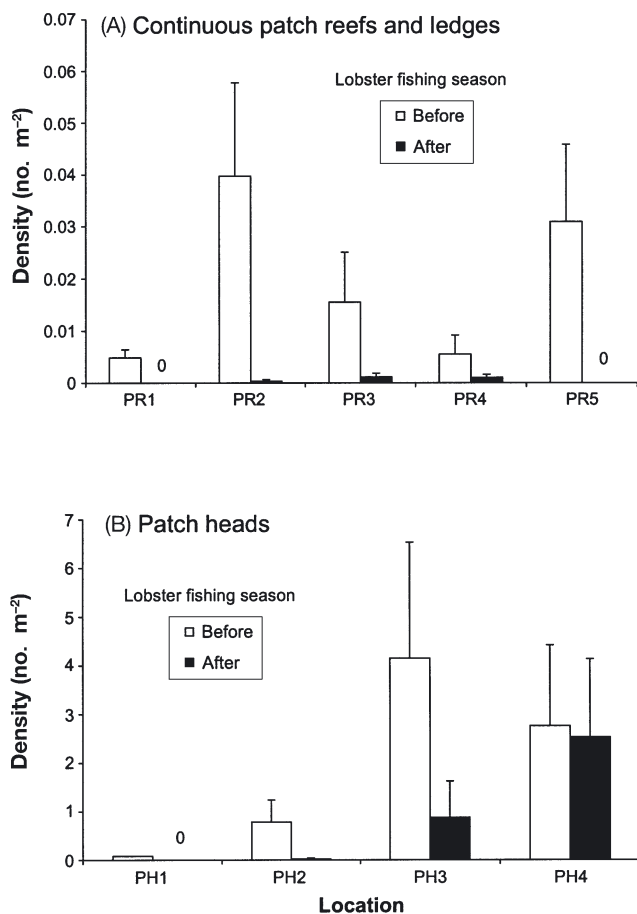 (A) Continuous patch reefs and ledges
Lobster fishing season
Before
After
Density (no. m⁻²)
0.07
0.06
0.05
0.04
0.03
0.02
0.01
0
0
0
PR1 PR2 PR3 PR4 PR5
(B) Patch heads
Lobster fishing season
Before
After
Density (no. m⁻²)
7
6
5
4
3
2
1
0
0
PH1 PH2 PH3 PH4
Location